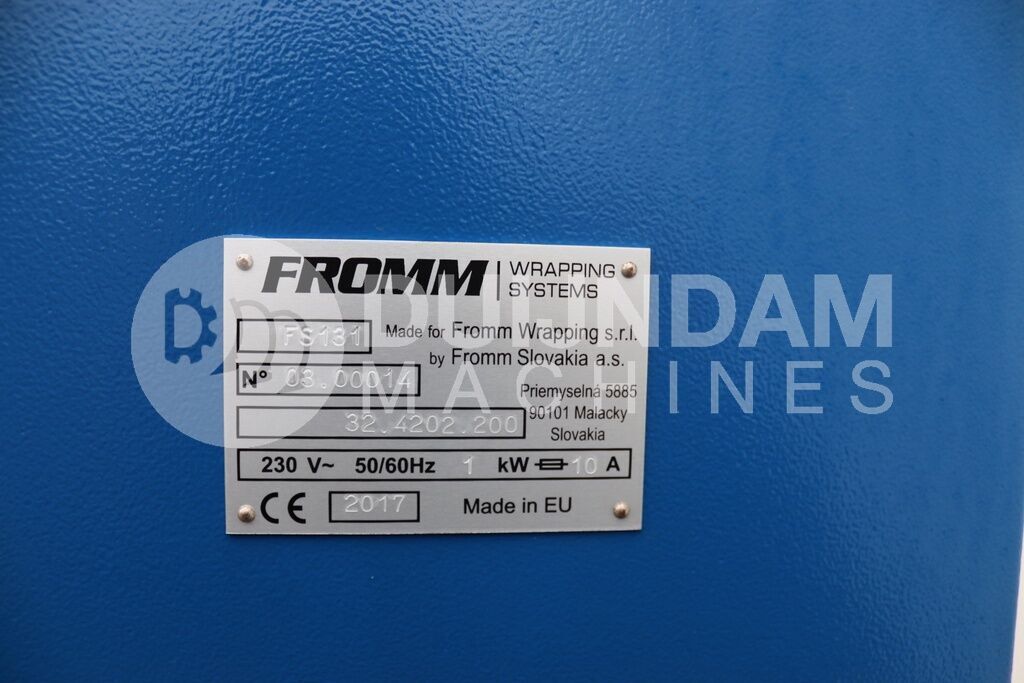 FROMM | WRAPPING SYSTEMS
FS131
Made for Fromm Wrapping s.r.l.
by Fromm Slovakia a.s.
N° 03.00014
Priemyselná 5885
32.4202.200
90101 Malacky
Slovakia
230 V~ 50/60Hz 1 kW 10 A
CE 2017 Made in EU
DUIJNDAM
MACHINES